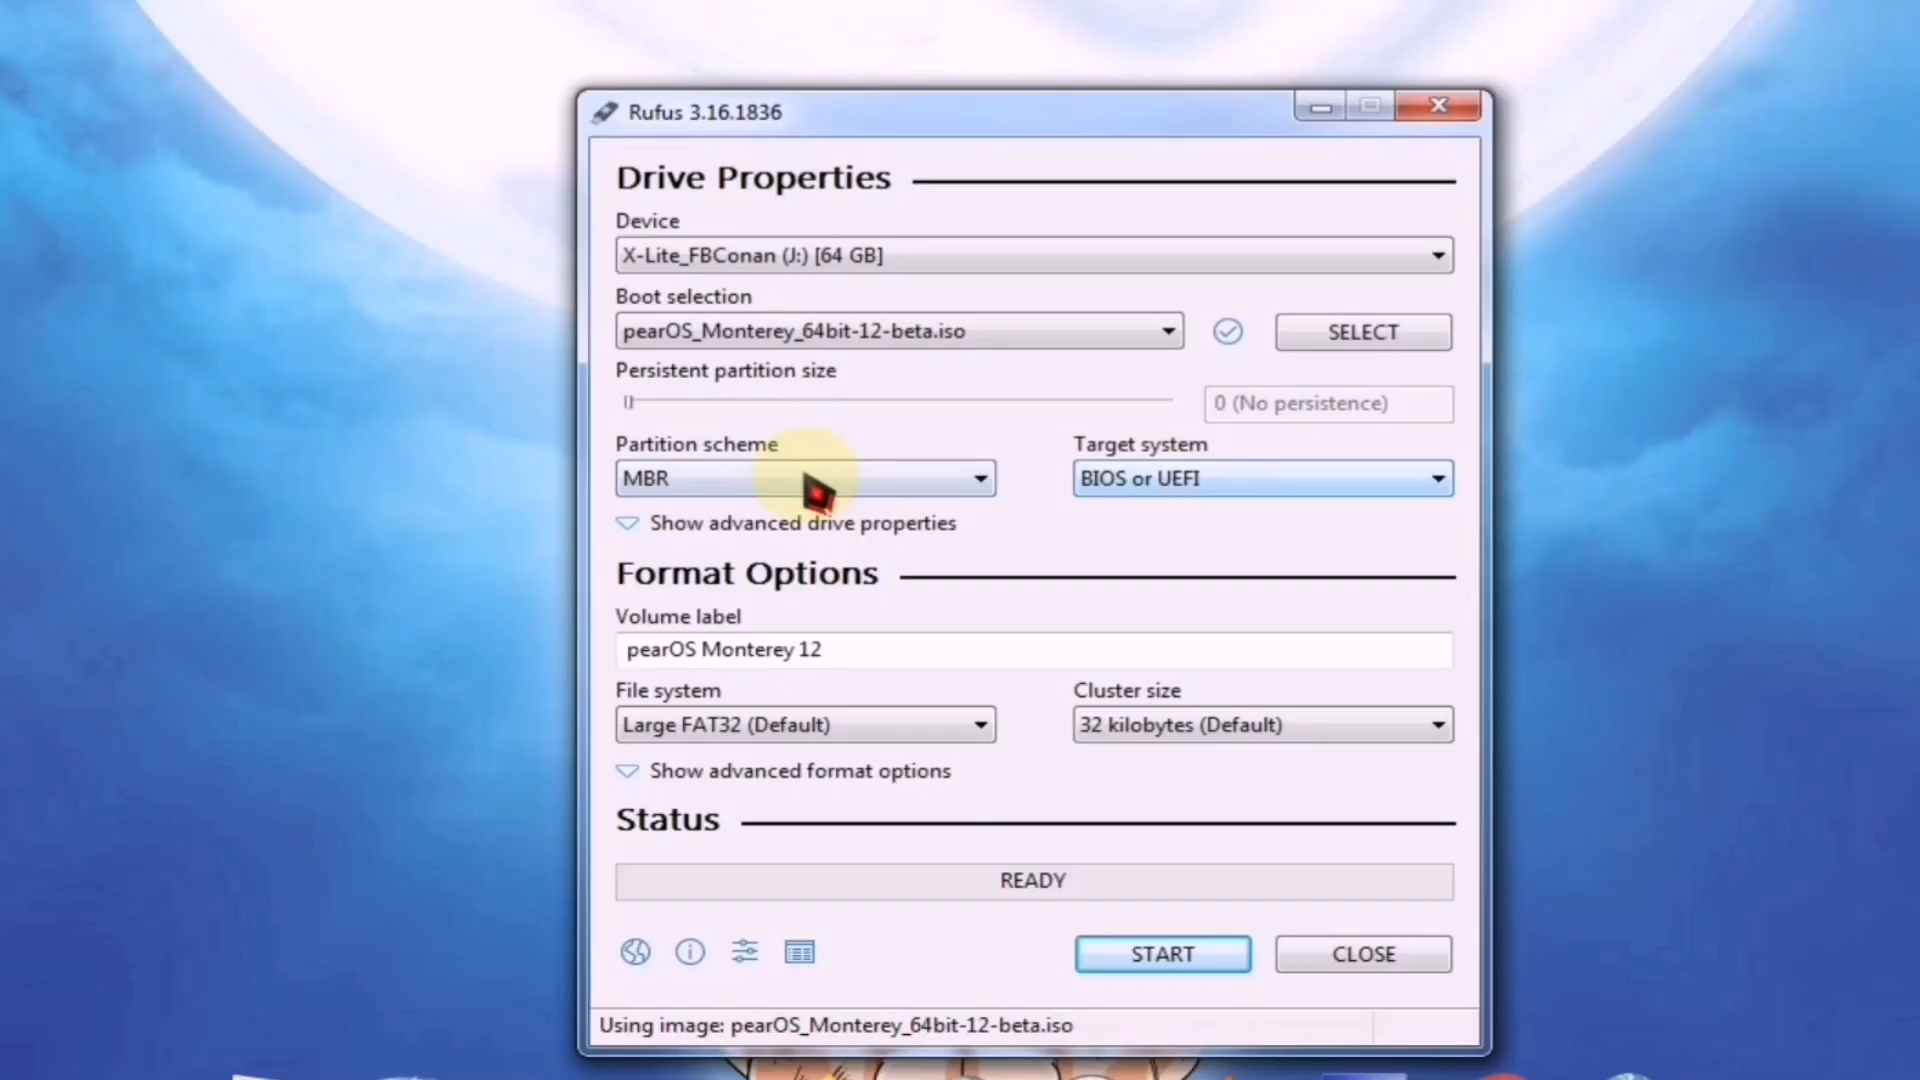 Rufus 3.16.1836
Drive Properties
Device
X-Lite_FBConan (J:) [64 GB]
Boot selection
pearOS_Monterey_64bit-12-beta.iso
SELECT
Persistent partition size
0 (No persistence)
Partition scheme
Target system
MBR
BIOS or UEFI
Show advanced drive properties
Format Options
Volume label
pearOS Monterey 12
File system
Cluster size
Large FAT32 (Default)
32 kilobytes (Default)
Show advanced format options
Status
READY
START
CLOSE
Using image: pearOS_Monterey_64bit-12-beta.iso